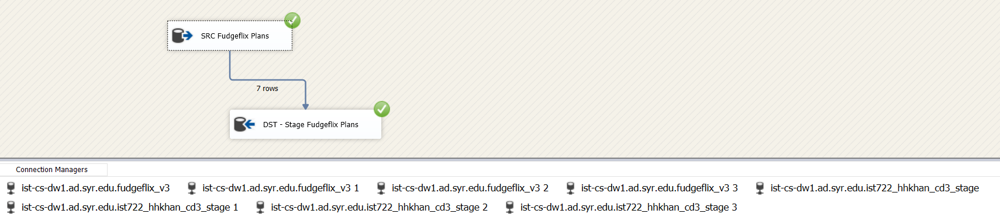 SRC Fudgeflix Plans
7 rows
DST - Stage Fudgeflix Plans
Connection Managers
ist-cs-dw1.ad.syr.edu.fudgeflix_v3 ist-cs-dw1.ad.syr.edu.fudgeflix_v3 1 ist-cs-dw1.ad.syr.edu.fudgeflix_v3 2 ist-cs-dw1.ad.syr.edu.fudgeflix_v3 3 ist-cs-dw1.ad.syr.edu.ist722_hhkhan_cd3_stage
ist-cs-dw1.ad.syr.edu.ist722_hhkhan_cd3_stage 1 ist-cs-dw1.ad.syr.edu.ist722_hhkhan_cd3_stage 2 ist-cs-dw1.ad.syr.edu.ist722_hhkhan_cd3_stage 3